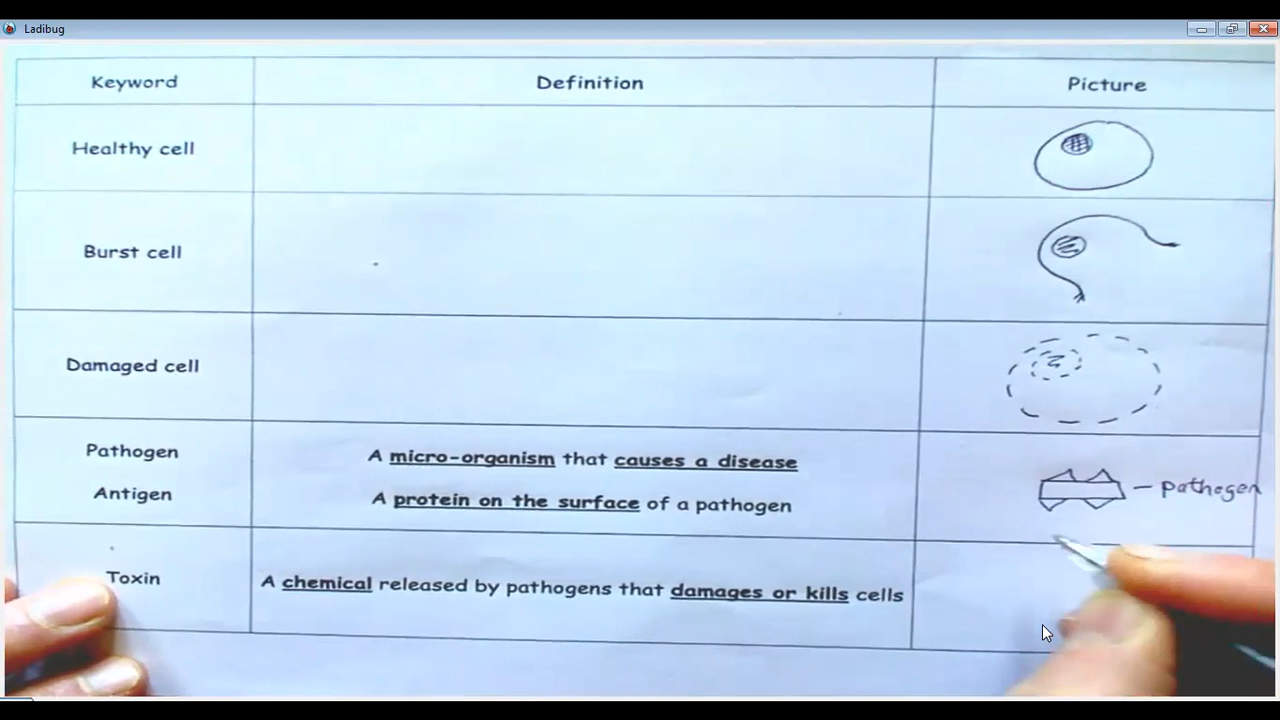 Ladibug
Keyword Definition Picture
Healthy cell
Burst cell
Damaged cell
Pathogen
A micro-organism that causes a disease
Antigen
A protein on the surface of a pathogen
pathogen
Toxin
A chemical released by pathogens that damages or kills cells